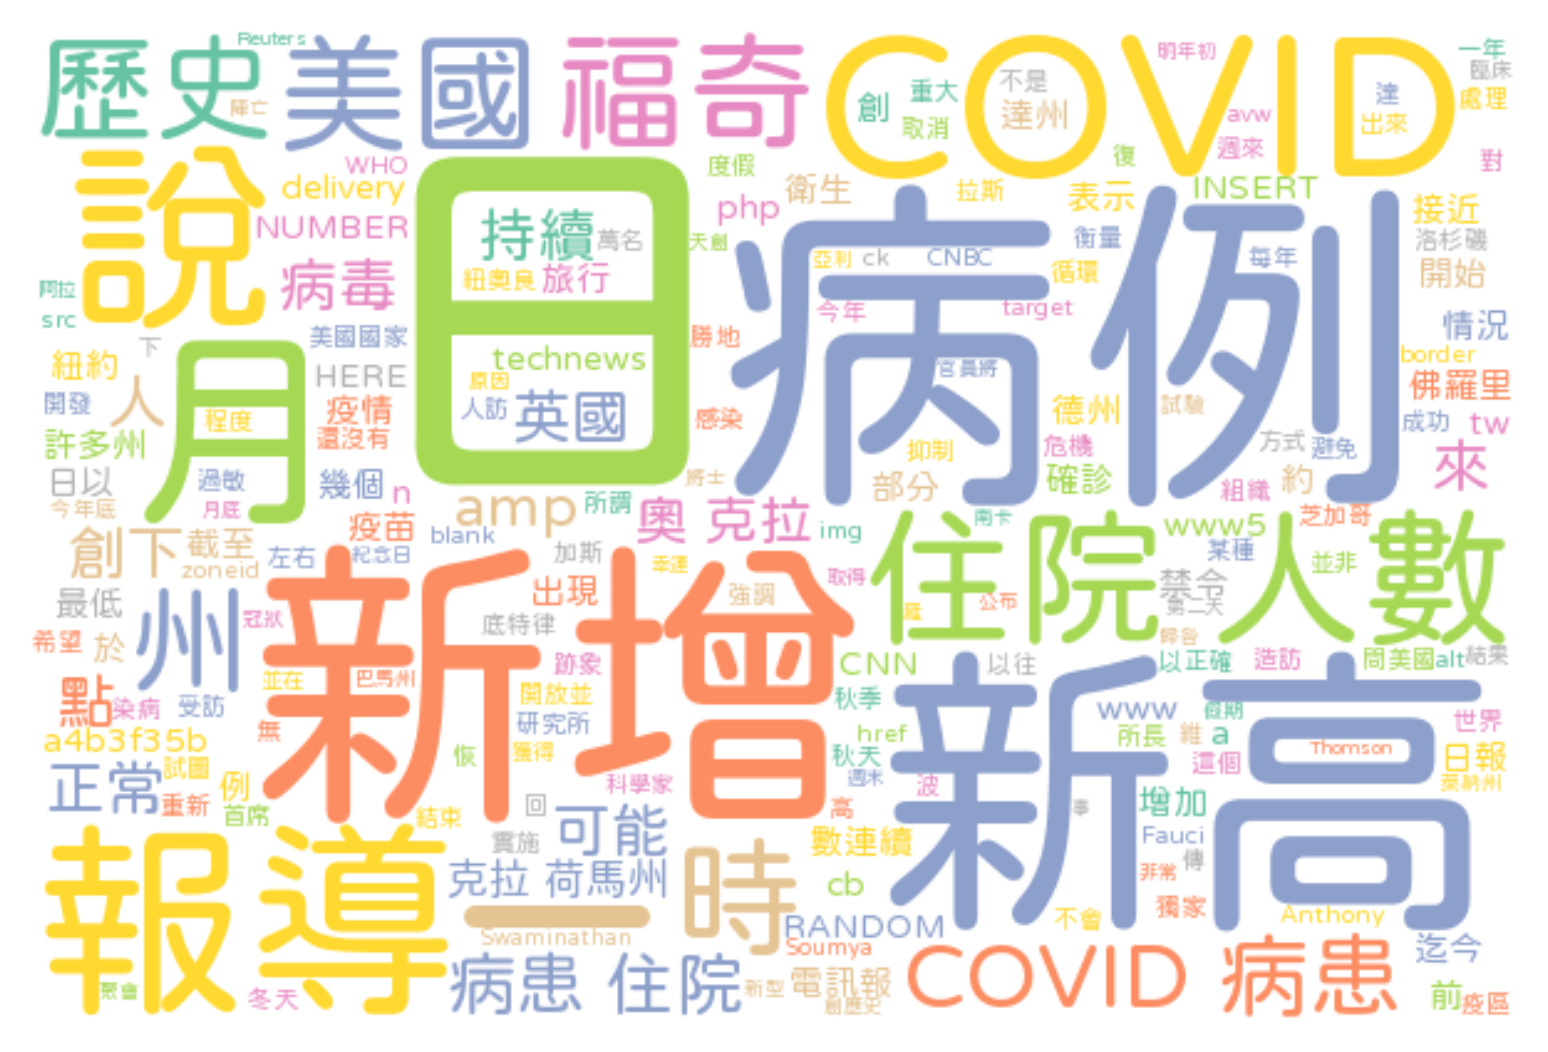 Reuters
歷史
陣亡
美國
福奇
COVID
明年初
一年
臨床
處理
不是
達州
創
重大
取消
達
出來
avw
週來
復
對
說
WHO
delivery
NUMBER
病毒
日
持續
萬名
紐奧良
旅行
technews
原因
人訪
英國
度假
php
衛生
天創
拉斯
表示
INSERT
衡量
每年
接近
洛杉磯
開始
病例
亞利
ck
CNBC
循環
今年
target
情況
阿拉
src
下
美國國家
勝地
官員將
border
佛羅里
紐約
人
月
HERE
開發
程度
疫情
還沒有
感染
德州
試驗
成功
tw
許多州
抑制
危機
方式
避免
來
日以
過敏
幾個
n
將士
部分
確診
組織
約
今年底
月底
amp
所謂
奧 克拉
img
南卡
www5
芝加哥
疫苗
blank
創下
截至
zoneid
左右
紀念日
加斯
幸運
取得
住院人數
某種
並非
禁令
第二天
最低
出現
強調
公布
歸咎
希望
於
州
冠狀
新增
底特律
跡象
CNN
以往
以正確
造訪
問美國
alt
結果
點
染病
受訪
並在
巴馬州
開放並
研究所
秋季
新高
www
假期
世界
a4b3f35b
無
恢
獲得
href
秋天
所長
維
a
Thomson
日報
萊納州
正常
試圖
重新
例
首席
科學家
週末
波
這個
結束
回
可能
高
事
增加
實施
數連續
Fauci
傳
報導
克拉 荷馬州
時
cb
非常
獨家
一
Swaminathan
RANDOM
Soumya
不會
Anthony
迄今
聚會
冬天
病患 住院
新型
電訊報
創歷史
COVID 病患
前
疫區